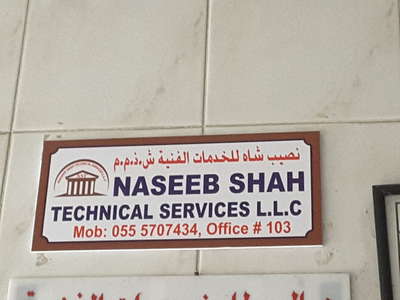 نصيب شاه للخدمات الفنية ش.ذ.م.م
NASEEB SHAH
TECHNICAL SERVICES L.L.C
Mob: 055 5707434, Office # 103